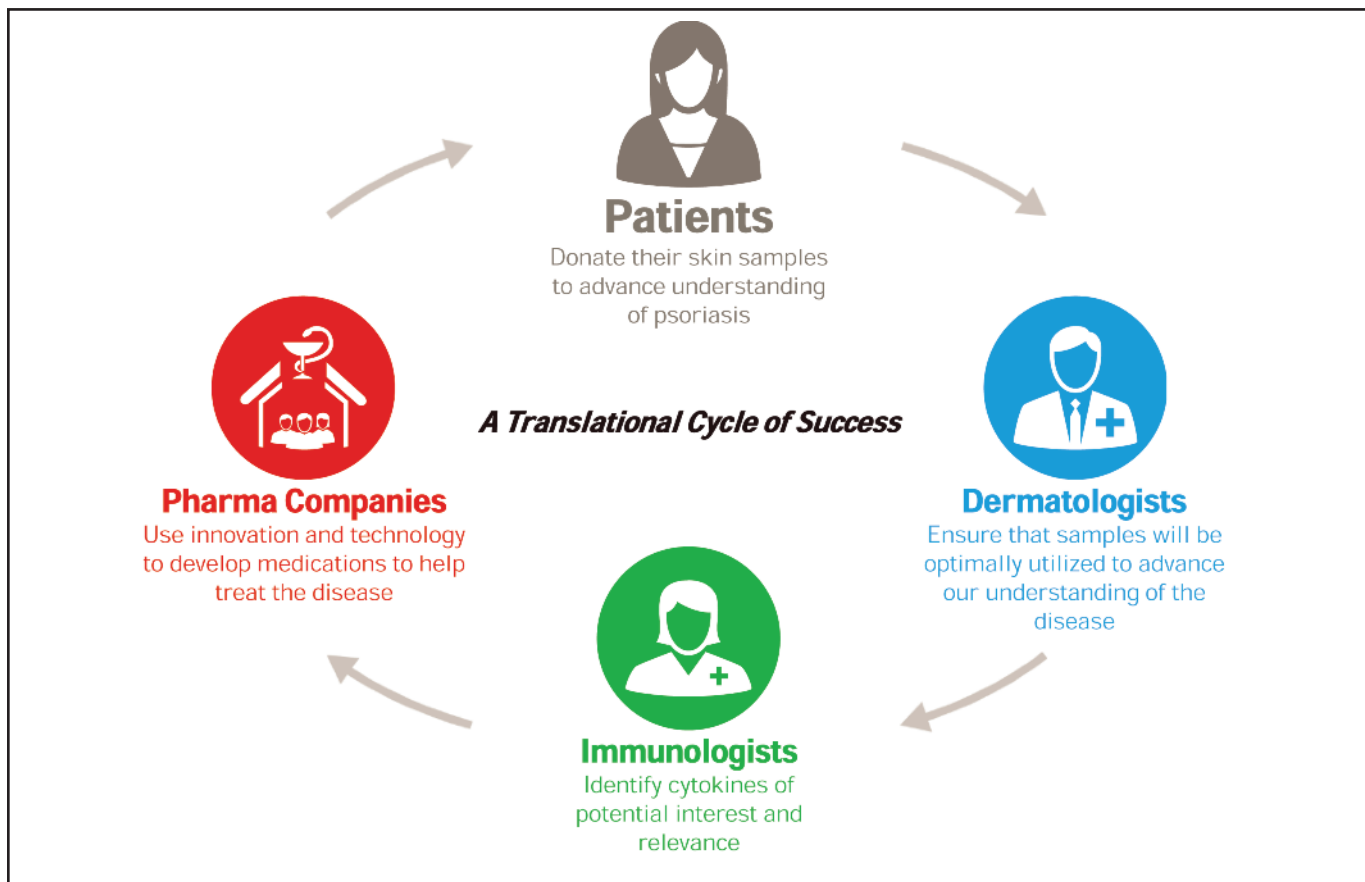 Patients
Donate their skin samples
to advance understanding
of psoriasis
A Translational Cycle of Success
Pharma Companies
Use innovation and technology
to develop medications to help
treat the disease
Dermatologists
Ensure that samples will be
optimally utilized to advance
our understanding of the
disease
Immunologists
Identify cytokines of
potential interest and
relevance